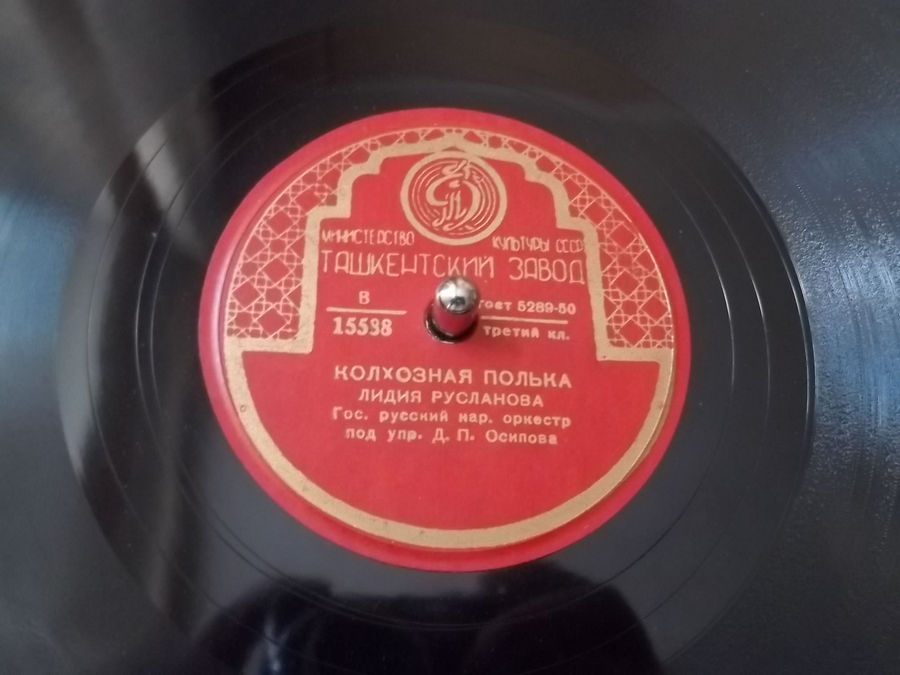 МИНИСТЕРСТВО КУЛЬТУРЫ СССР
ТАШКЕНТСКИЙ ЗАВОД
В
15538
Гост 5289-50
третий кл.
КОЛХОЗНАЯ ПОЛЬКА
ЛИДИЯ РУСЛАНОВА
Гос. русский нар. оркестр
под упр. Д. П. Осипова